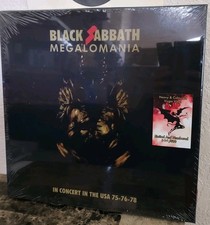 BLACK SABBATH
MEGALOMANIA
IN CONCERT IN THE USA 75-76-78